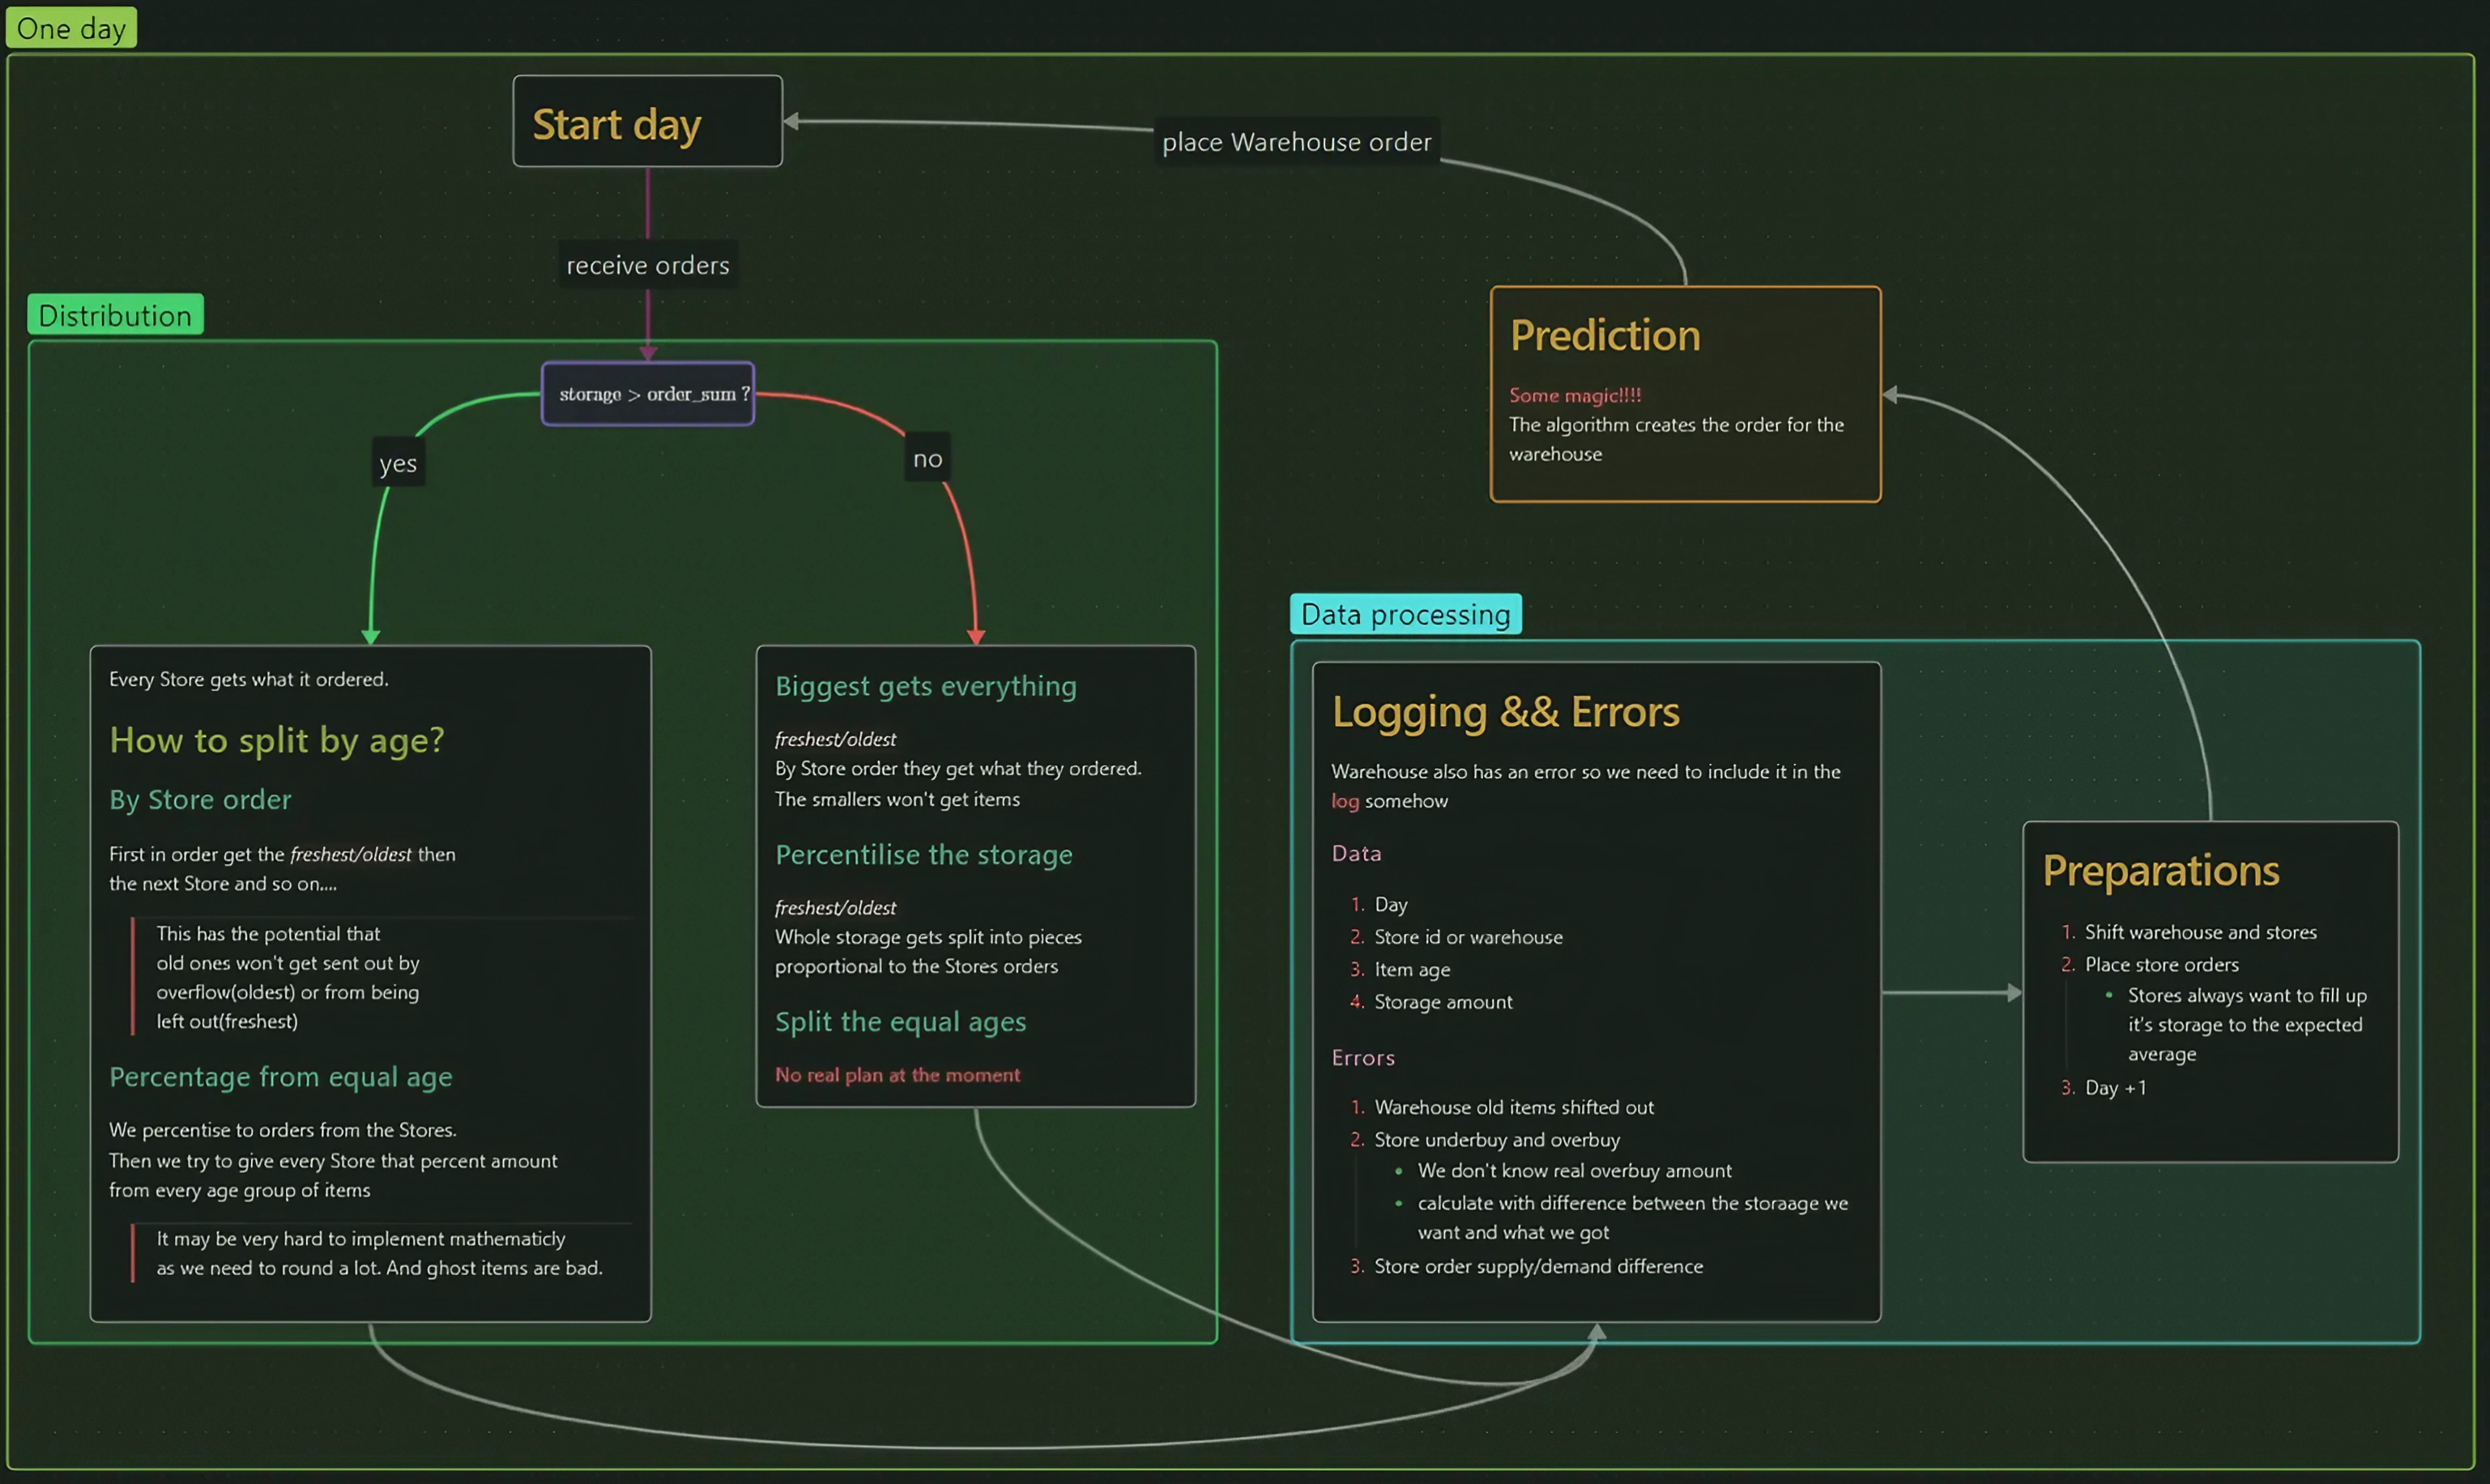 One day
Start day
place Warehouse order
receive orders
Distribution
storage > order_sum ?
yes
no
Every Store gets what it ordered.
How to split by age?
By Store order
First in order get the freshest/oldest then
the next Store and so on....
This has the potential that
old ones won't get sent out by
overflow(oldest) or from being
left out(freshest)
Percentage from equal age
We percentise to orders from the Stores.
Then we try to give every Store that percent amount
from every age group of items
It may be very hard to implement mathematicly
as we need to round a lot. And ghost items are bad.
Biggest gets everything
freshest/oldest
By Store order they get what they ordered.
The smallers won't get items
Percentilise the storage
freshest/oldest
Whole storage gets split into pieces
proportional to the Stores orders
Split the equal ages
No real plan at the moment
Prediction
Some magic!!!!
The algorithm creates the order for the
warehouse
Data processing
Logging && Errors
Warehouse also has an error so we need to include it in the
log somehow
Data
1. Day
2. Store id or warehouse
3. Item age
4. Storage amount
Errors
1. Warehouse old items shifted out
2. Store underbuy and overbuy
• We don't know real overbuy amount
• calculate with difference between the storaage we
want and what we got
3. Store order supply/demand difference
Preparations
1. Shift warehouse and stores
2. Place store orders
• Stores always want to fill up
it's storage to the expected
average
3. Day +1